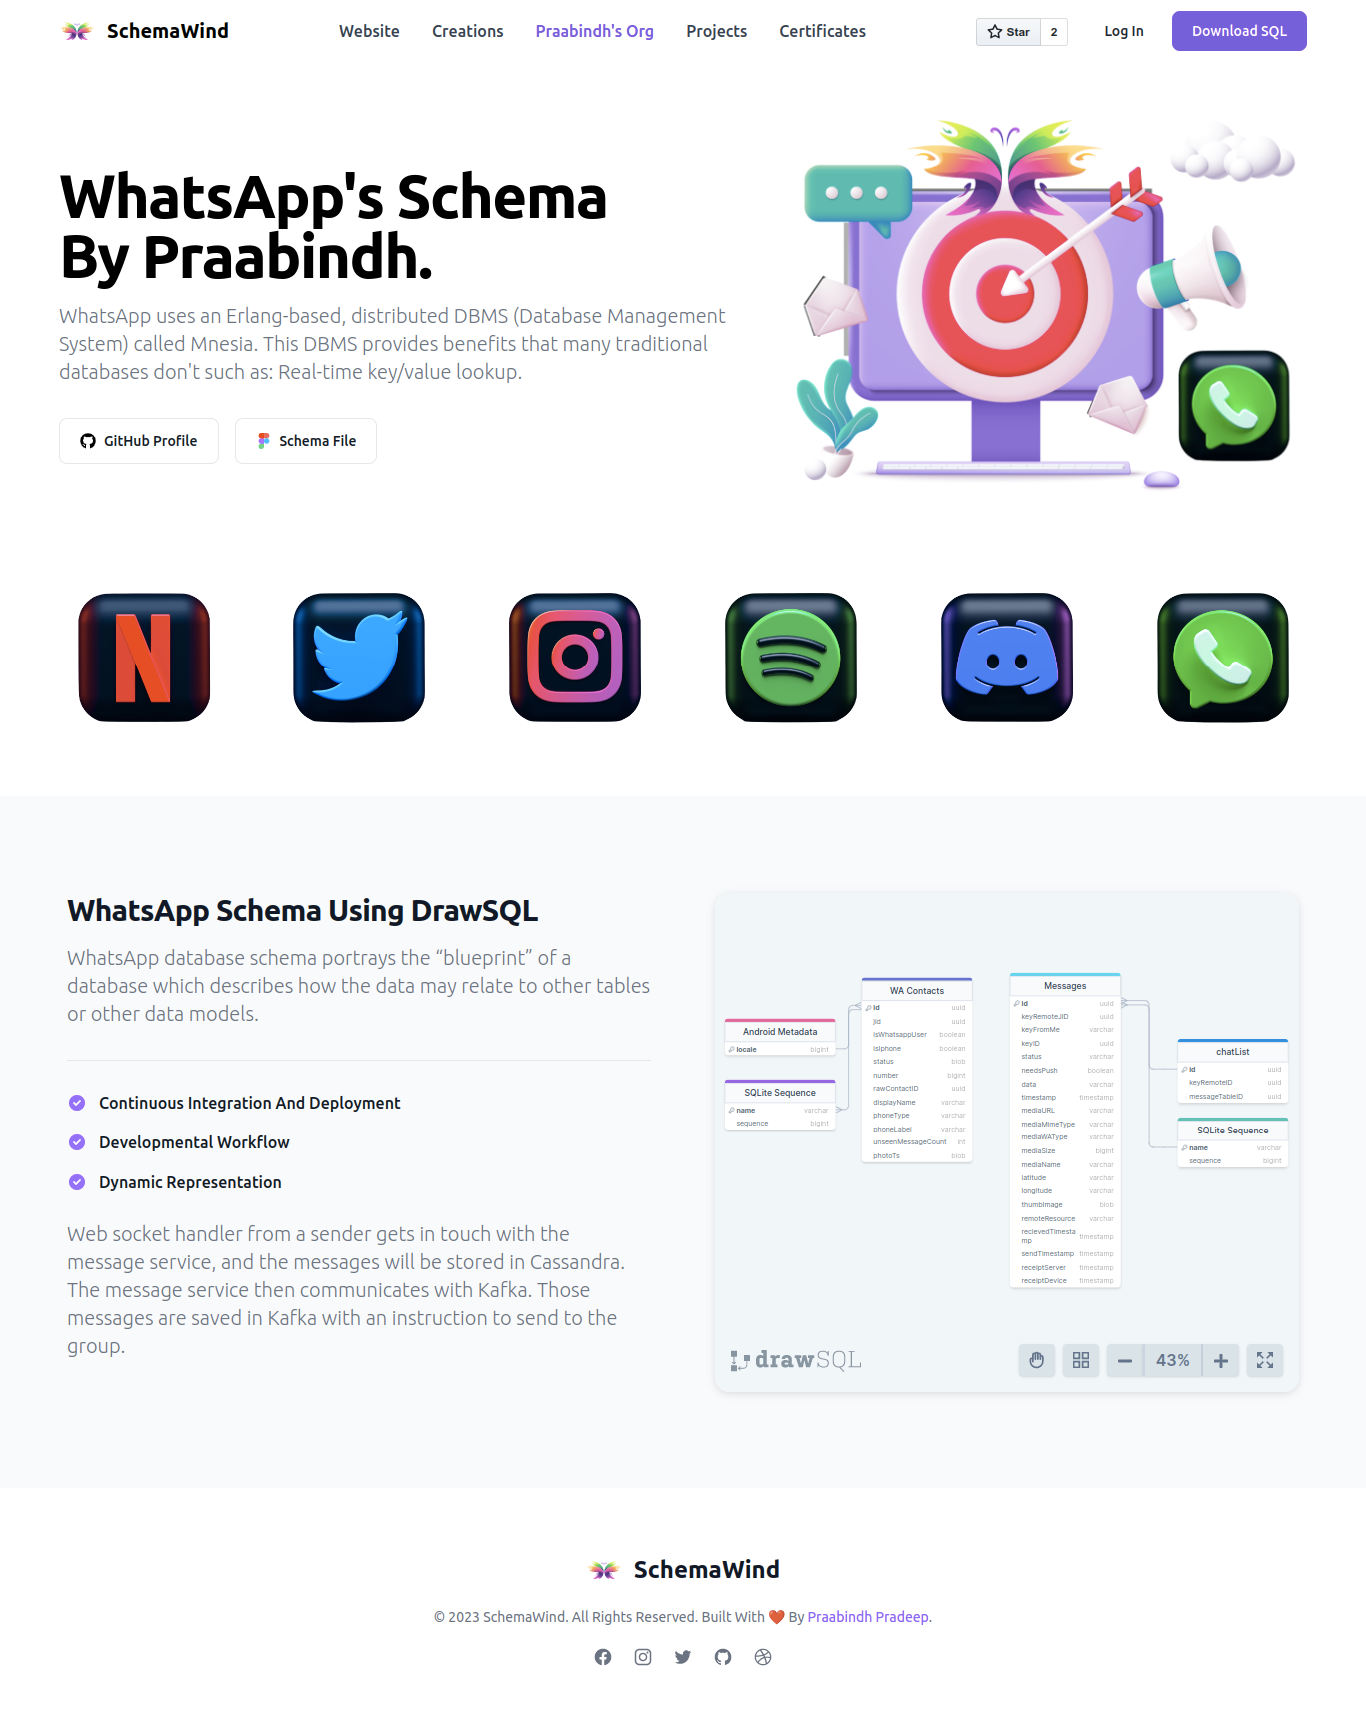 SchemaWind
Website
Creations
Praabindh's Org
Projects
Certificates
Star
2
Log In
Download SQL
WhatsApp's Schema
By Praabindh.
WhatsApp uses an Erlang-based, distributed DBMS (Database Management
System) called Mnesia. This DBMS provides benefits that many traditional
databases don't such as: Real-time key/value lookup.
GitHub Profile
Schema File
WhatsApp Schema Using DrawSQL
WhatsApp database schema portrays the “blueprint” of a
database which describes how the data may relate to other tables
or other data models.
Continuous Integration And Deployment
Developmental Workflow
Dynamic Representation
Web socket handler from a sender gets in touch with the
message service, and the messages will be stored in Cassandra.
The message service then communicates with Kafka. Those
messages are saved in Kafka with an instruction to send to the
group.
Android Metadata
locale bigint
SQLite Sequence
name varchar
sequence bigint
WA Contacts
id uuid
jid uuid
isWhatsappUser boolean
isIphone boolean
status blob
number bigint
rawContactID uuid
displayName varchar
phoneType varchar
phoneLabel varchar
unseenMessageCount int
photoTs blob
Messages
id uuid
keyRemoteJID uuid
keyFromMe varchar
keyID uuid
status varchar
needsPush boolean
data varchar
timestamp timestamp
mediaURL varchar
mediaMimeType varchar
mediaWAType varchar
mediaSize bigint
mediaName varchar
latitude varchar
longitude varchar
thumbImage blob
remoteResource varchar
recievedTimesta
mp timestamp
sendTimestamp timestamp
receiptServer timestamp
receiptDevice timestamp
chatList
id uuid
keyRemoteID uuid
messageTableID uuid
SQLite Sequence
name varchar
sequence bigint
drawSQL
43%
SchemaWind
© 2023 SchemaWind. All Rights Reserved. Built With ❤️ By Praabindh Pradeep.